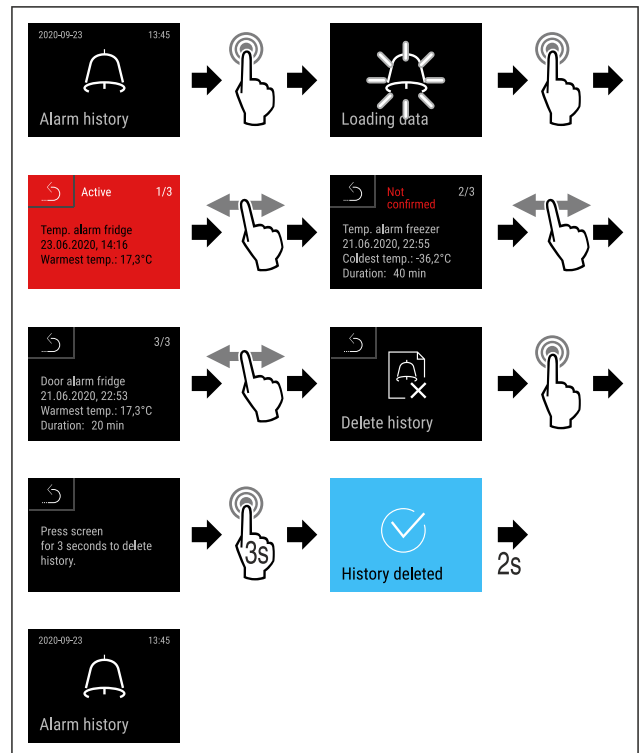 2020-09-23 13:45
Alarm history
Loading data
Active 1/3
Temp. alarm fridge
23.06.2020, 14:16
Warmest temp.: 17,3°C
Not 2/3
confirmed
Temp. alarm freezer
21.06.2020, 22:55
Coldest temp.: -36,2°C
Duration: 40 min
3/3
Door alarm fridge
21.06.2020, 22:53
Warmest temp.: 17,3°C
Duration: 20 min
Delete history
Press screen
for 3 seconds to delete
history.
3s
History deleted
2s
2020-09-23 13:45
Alarm history